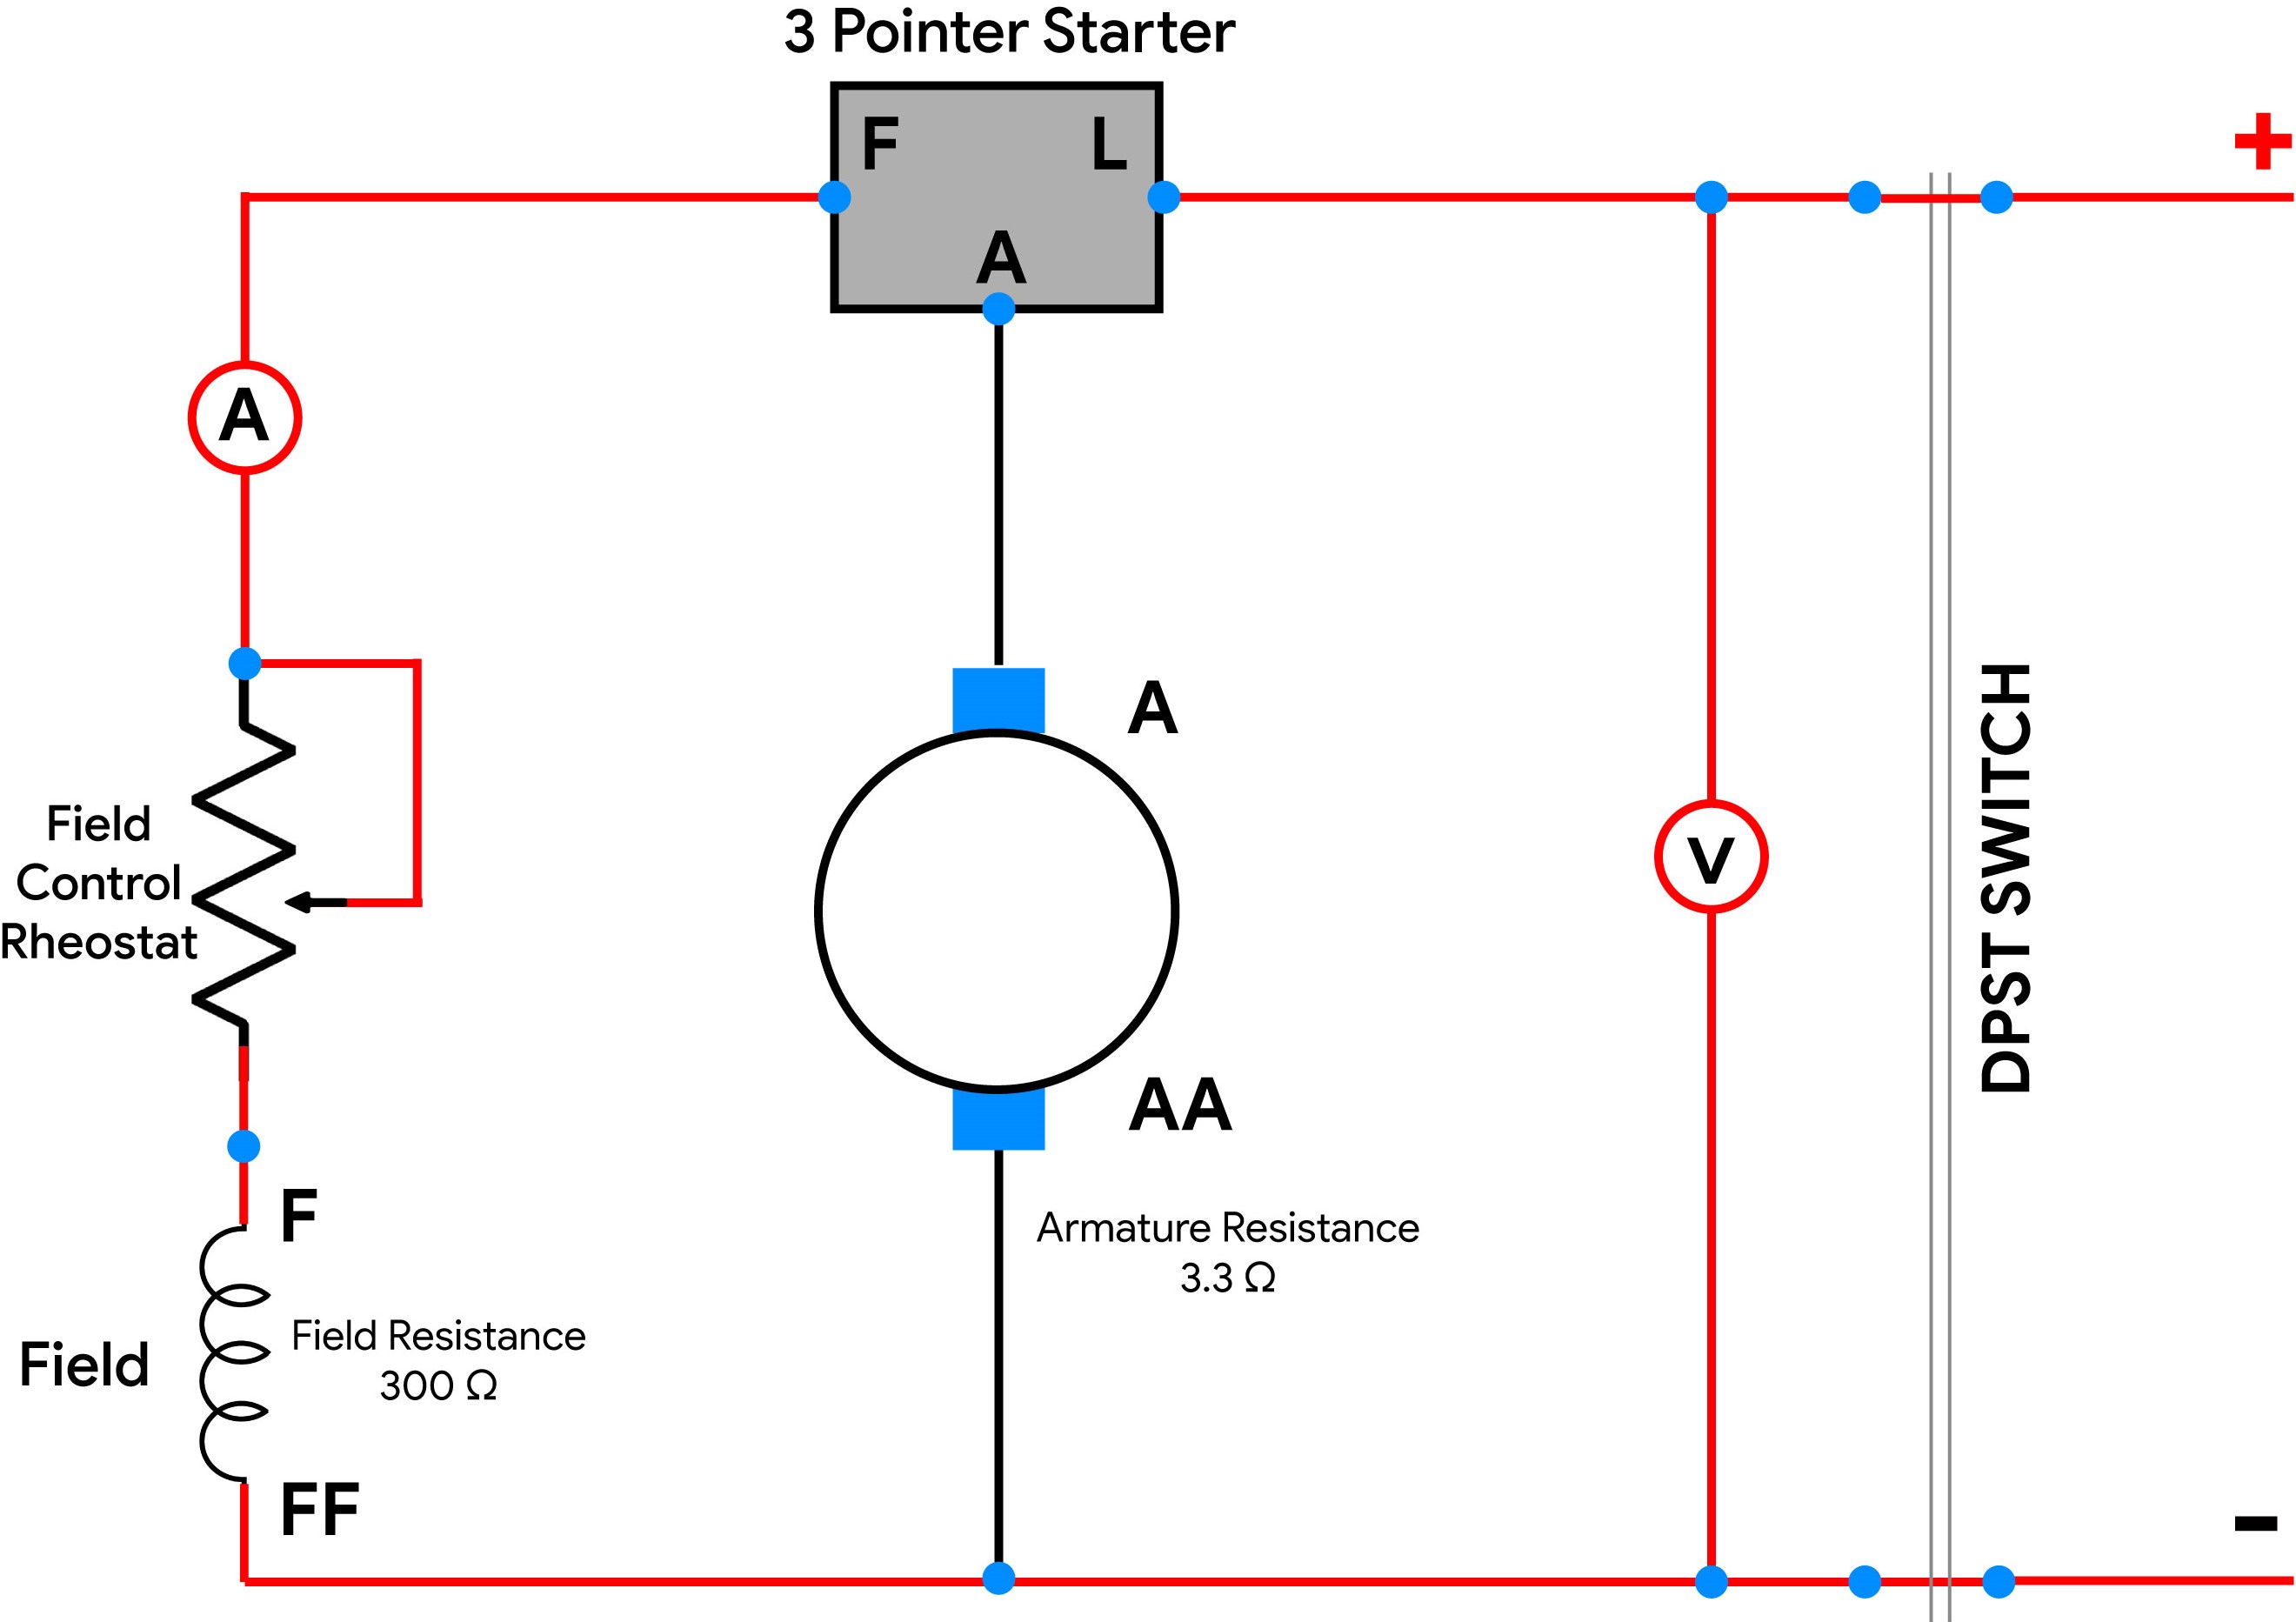 3 Pointer Starter
F
L
A
+
A
A
Field
Control
Rheostat
V
DPST SWITCH
AA
F
Armature Resistance
3.3 Ω
Field
Field Resistance
300 Ω
FF
-